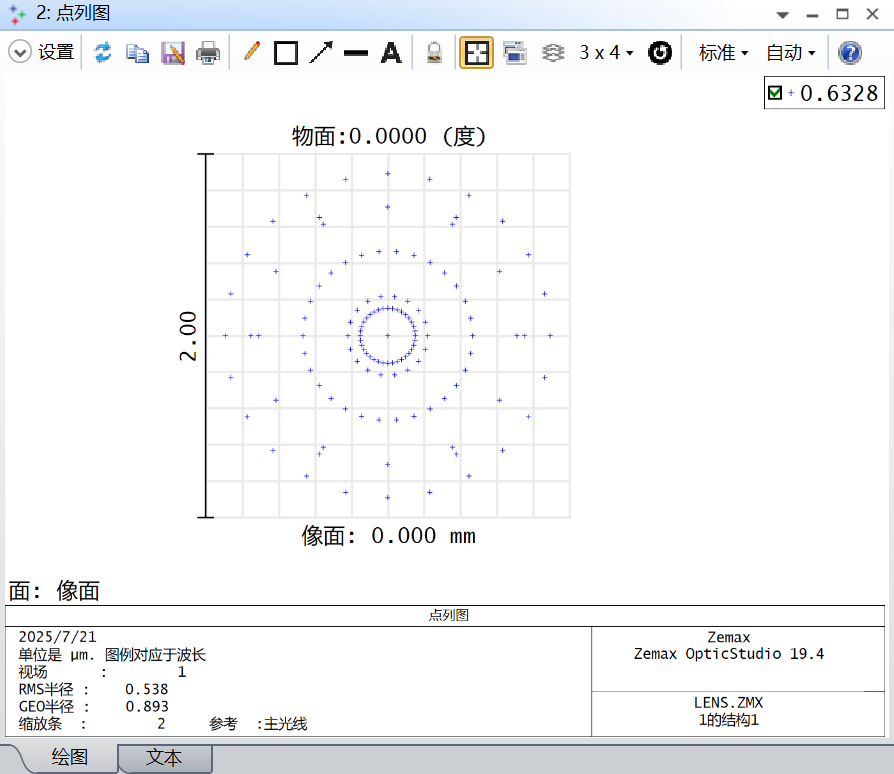 2: 点列图
设置
3 x 4
标准
自动
+ 0.6328
物面:0.0000 (度)
2.00
像面: 0.000 mm
面: 像面
点列图
2025/7/21
单位是 µm. 图例对应于波长
视场 : 1
RMS半径 : 0.538
GEO半径 : 0.893
缩放条 : 2 参考 :主光线
Zemax
Zemax OpticStudio 19.4
LENS.ZMX
1的结构1
绘图
文本